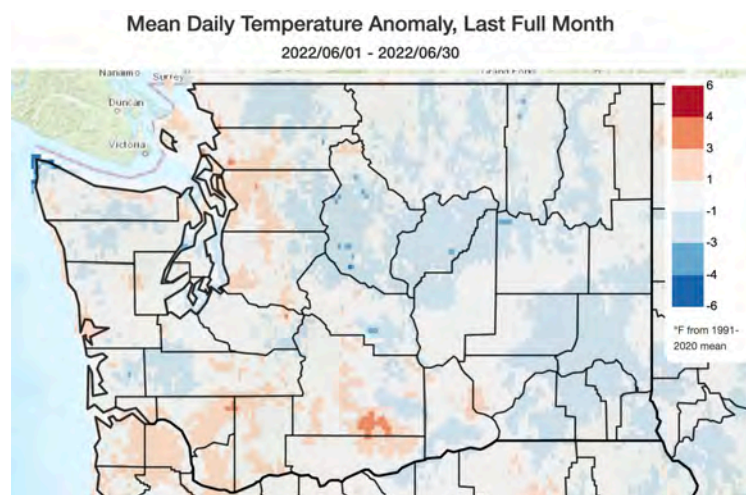 Mean Daily Temperature Anomaly, Last Full Month
2022/06/01 - 2022/06/30
Nanaimo
Surrey
Duncan
Victoria
6
4
3
1
-1
-3
-4
-6
°F from 1991-
2020 mean